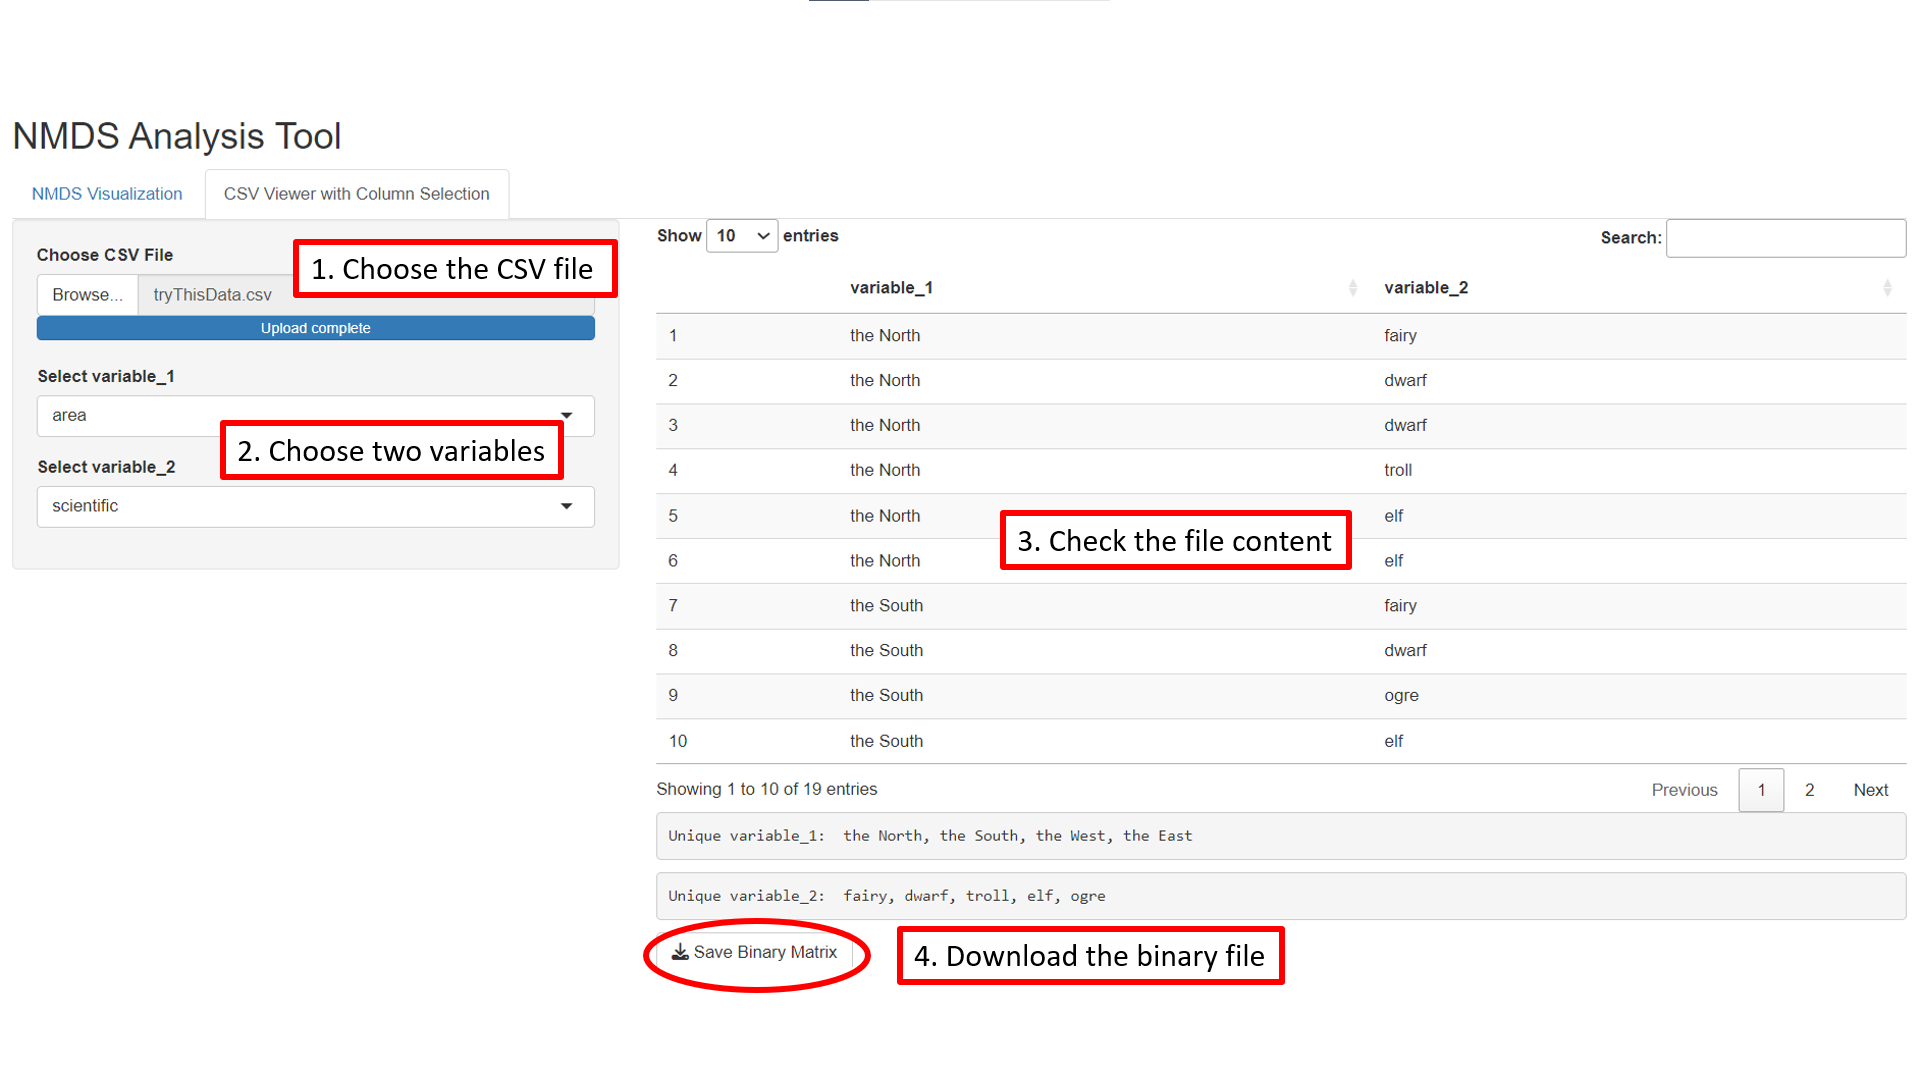 NMDS Analysis Tool
NMDS Visualization
CSV Viewer with Column Selection
Choose CSV File
1. Choose the CSV file
Browse...
tryThisData.csv
Upload complete
Select variable_1
area
2. Choose two variables
Select variable_2
scientific
Show 10 entries
Search:
variable_1 variable_2
1 the North fairy
2 the North dwarf
3 the North dwarf
4 the North troll
5 the North elf
3. Check the file content
6 the North elf
7 the South fairy
8 the South dwarf
9 the South ogre
10 the South elf
Showing 1 to 10 of 19 entries
Previous 1 2 Next
Unique variable_1: the North, the South, the West, the East
Unique variable_2: fairy, dwarf, troll, elf, ogre
Save Binary Matrix
4. Download the binary file